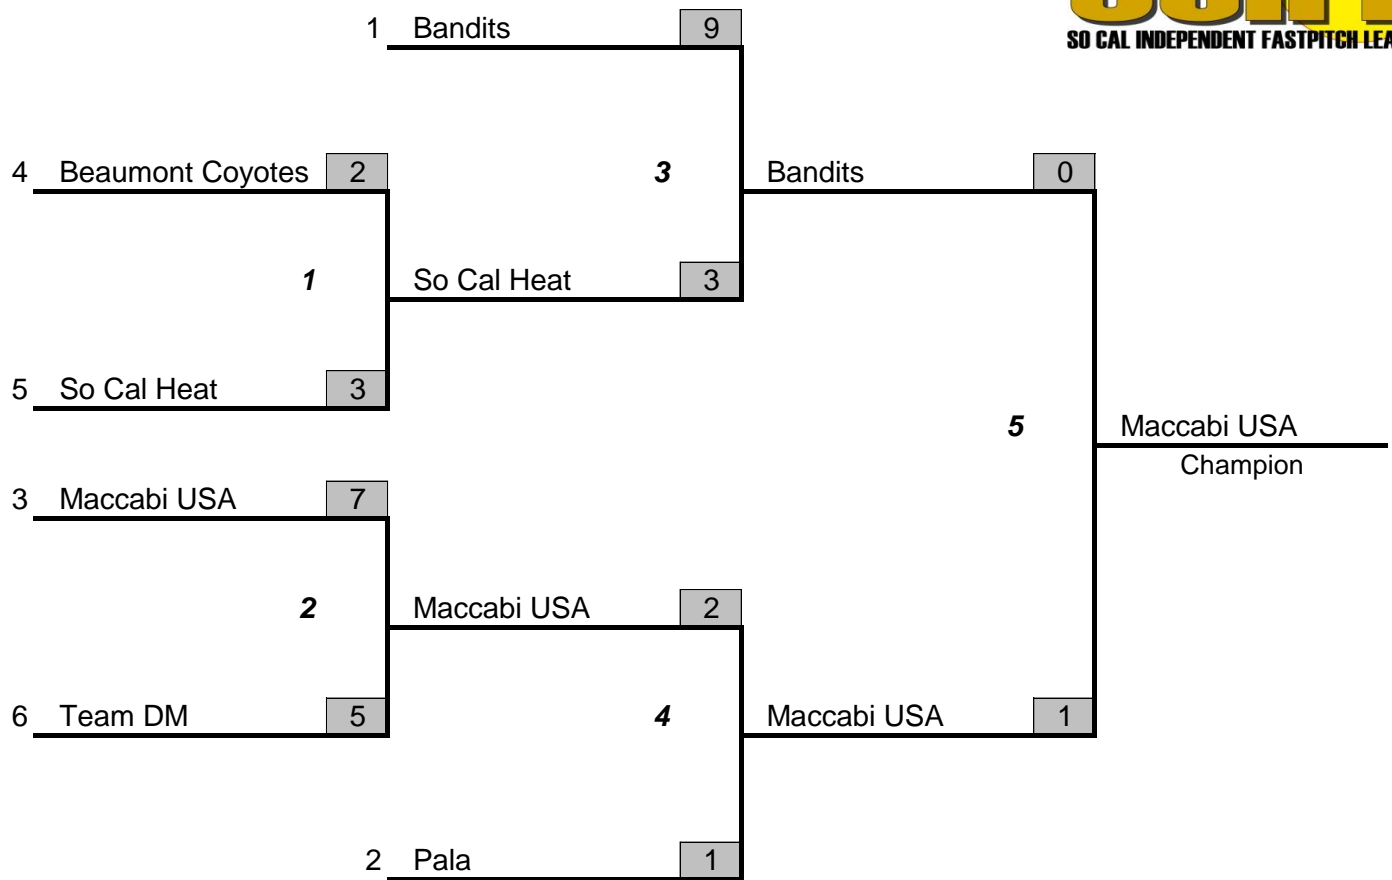 SO CAL INDEPENDENT FASTPITCH LEA
1 Bandits 9
4 Beaumont Coyotes 2
3 Bandits 0
1 So Cal Heat 3
5 So Cal Heat 3
5 Maccabi USA
Champion
3 Maccabi USA 7
2 Maccabi USA 2
6 Team DM 5
4 Maccabi USA 1
2 Pala 1